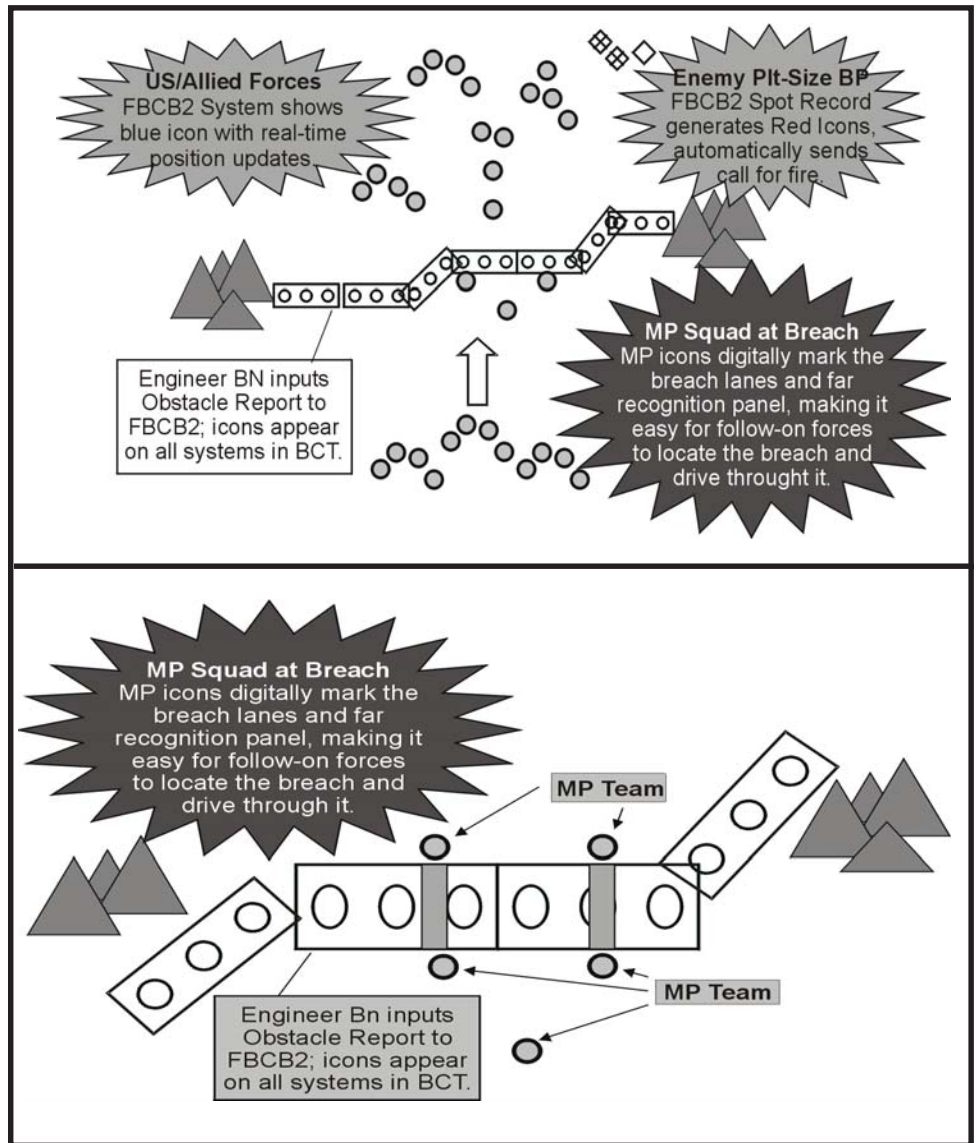 US/Allied Forces
FBCB2 System shows
blue icon with real-time
position updates.
Enemy Plt-Size BP
FBCB2 Spot Record
generates Red Icons,
automatically sends
call for fire.
Engineer BN inputs
Obstacle Report to
FBCB2; icons appear
on all systems in BCT.
MP Squad at Breach
MP icons digitally mark the
breach lanes and far
recognition panel, making it
easy for follow-on forces
to locate the breach and
drive throught it.
MP Squad at Breach
MP icons digitally mark the
breach lanes and far
recognition panel, making it
easy for follow-on forces
to locate the breach and
drive through it.
MP Team
MP Team
Engineer Bn inputs
Obstacle Report to
FBCB2; icons appear
on all systems in BCT.